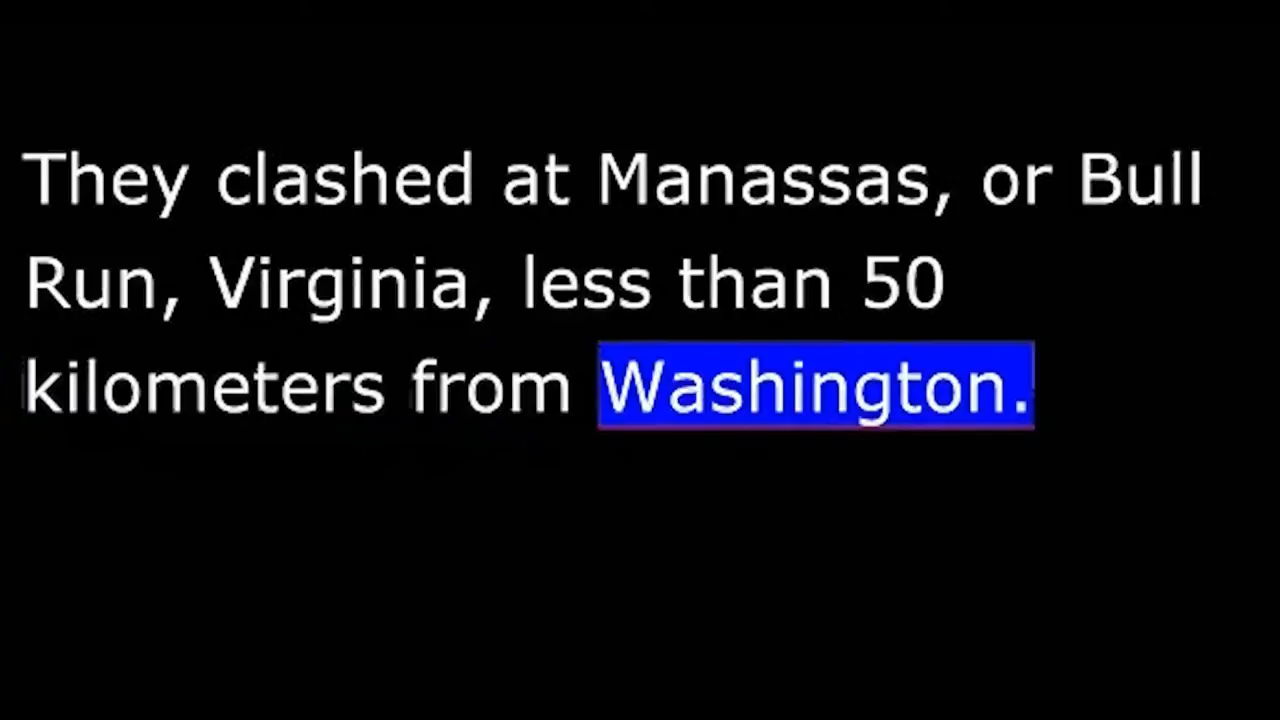 They clashed at Manassas, or Bull
Run, Virginia, less than 50
kilometers from Washington.